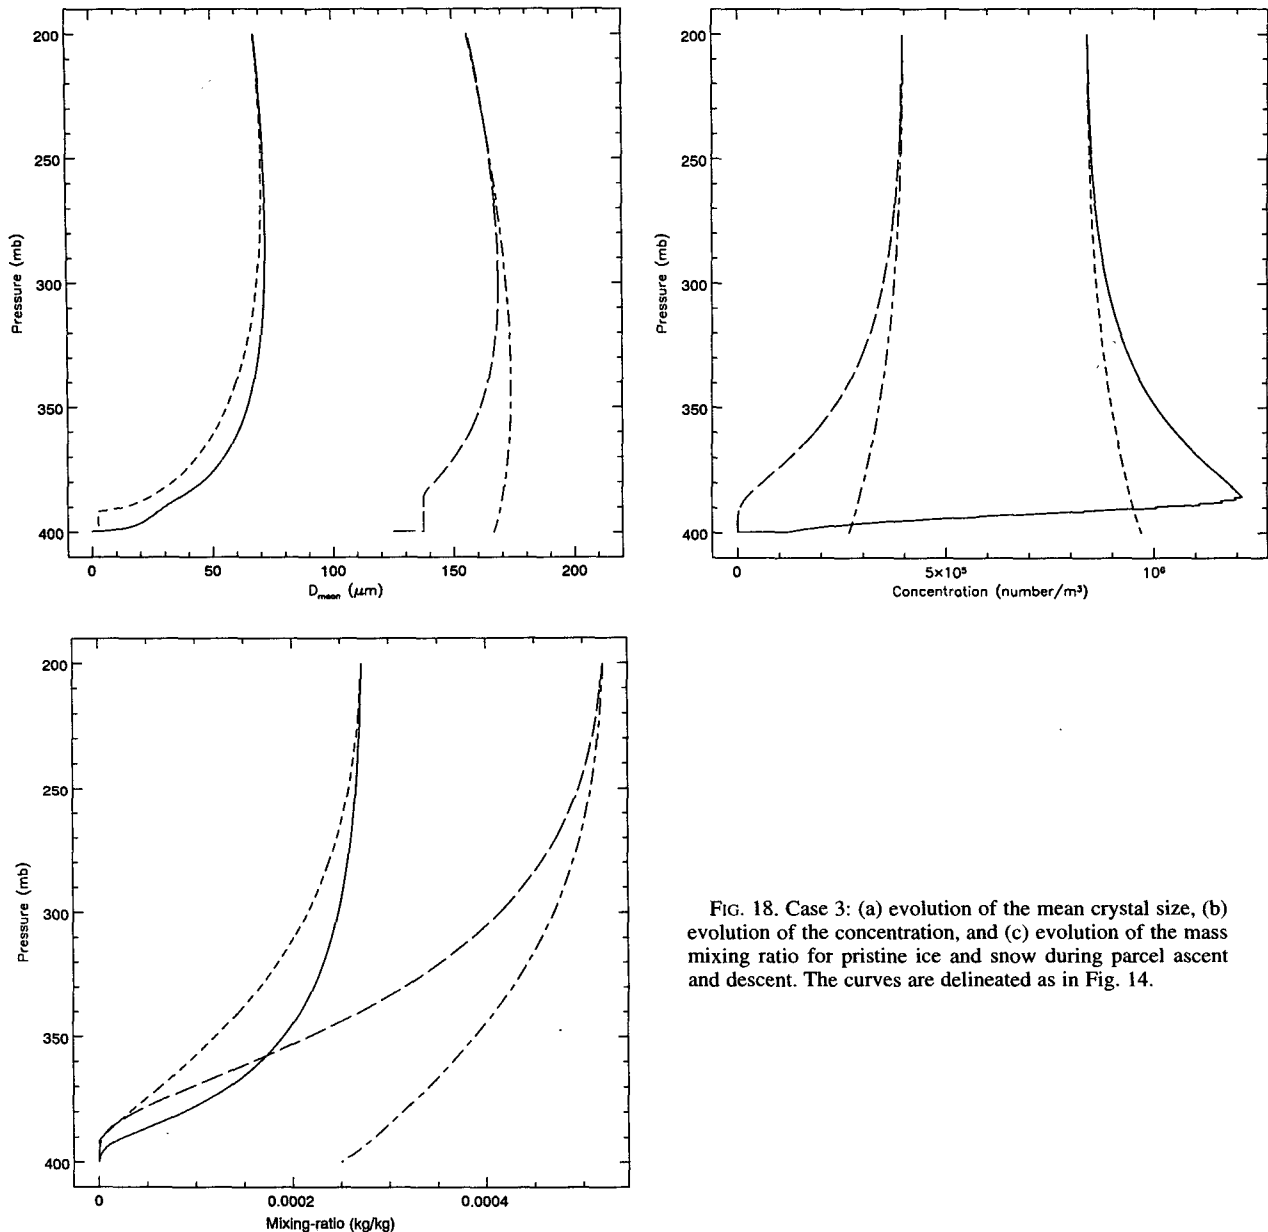 200
250
300
350
400
Pressure (mb)
0
50
100
150
200
Dmean (μm)
200
250
300
350
400
Pressure (mb)
0
5×10⁵
10⁶
Concentration (number/m³)
200
250
300
350
400
Pressure (mb)
0
0.0002
0.0004
Mixing-ratio (kg/kg)
FIG. 18. Case 3: (a) evolution of the mean crystal size, (b)
evolution of the concentration, and (c) evolution of the mass
mixing ratio for pristine ice and snow during parcel ascent
and descent. The curves are delineated as in Fig. 14.